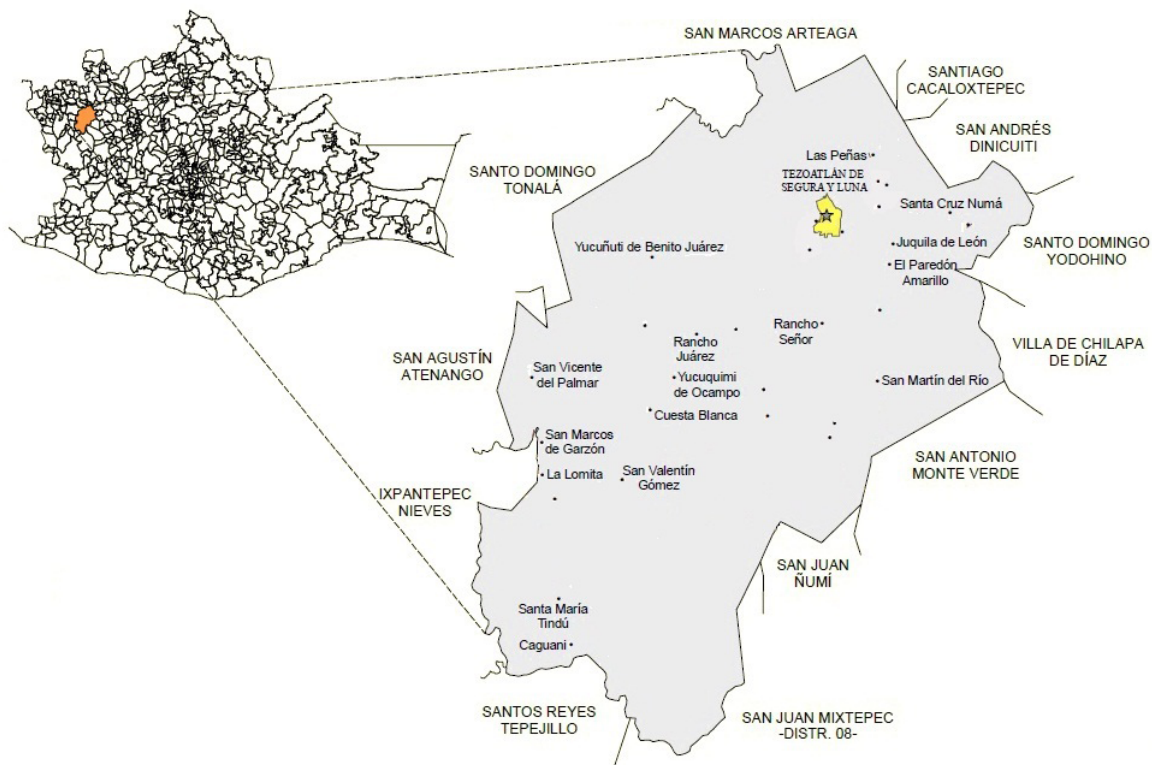 SAN MARCOS ARTEAGA
SANTIAGO
CACALOXTEPEC
SAN ANDRÉS
DINICUITI
SANTO DOMINGO
TONALÁ
Las Peñas
TEZOATLÁN DE
SEGURA Y LUNA
Santa Cruz Numá
Yucuñuti de Benito Juárez
Juquila de León
El Paredón
Amarillo
SANTO DOMINGO
YODOHINO
Rancho
Señor
Rancho
Juárez
VILLA DE CHILAPA
DE DÍAZ
SAN AGUSTÍN
ATENANGO
San Vicente
del Palmar
Yucuquimi
de Ocampo
San Martín del Río
Cuesta Blanca
San Marcos
de Garzón
La Lomita
San Valentín
Gómez
SAN ANTONIO
MONTE VERDE
IXPANTEPEC
NIEVES
SAN JUAN
ÑUMÍ
Santa María
Tindú
Caguani
SANTOS REYES
TEPEJILLO
SAN JUAN MIXTEPEC
-DISTR. 08-